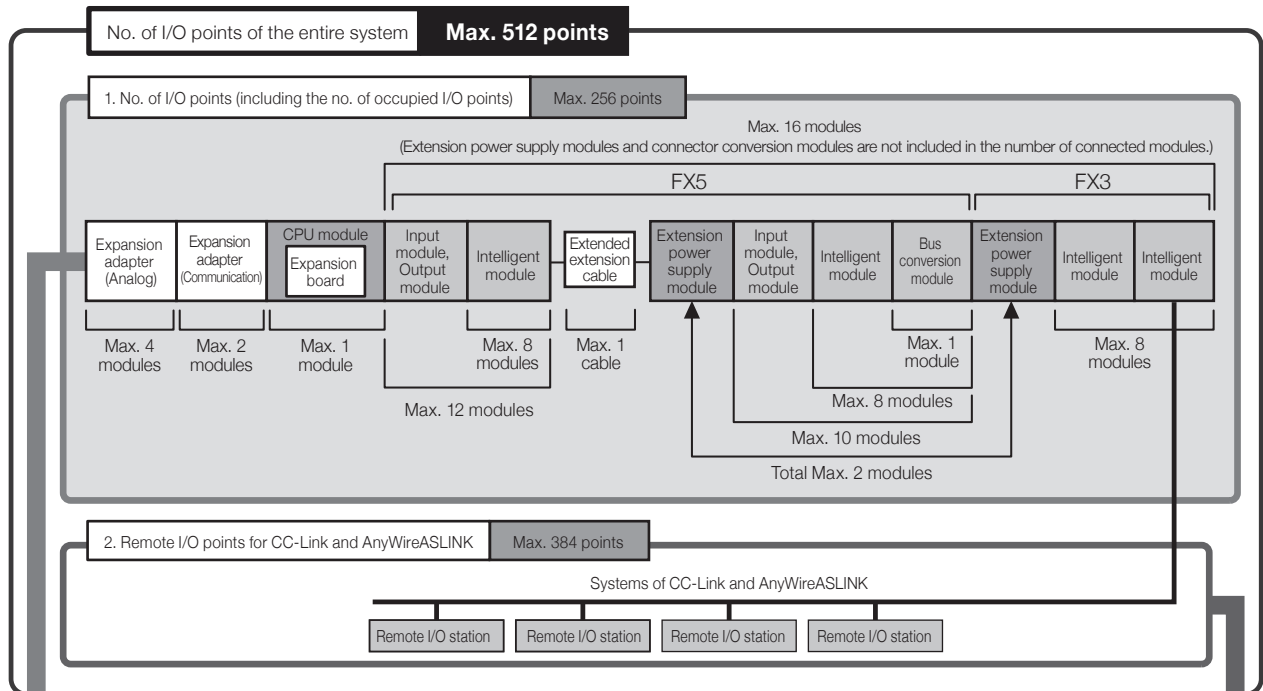 No. of I/O points of the entire system
Max. 512 points
1. No. of I/O points (including the no. of occupied I/O points)
Max. 256 points
Max. 16 modules
(Extension power supply modules and connector conversion modules are not included in the number of connected modules.)
FX5
FX3
Expansion
adapter
(Analog)
Expansion
adapter
(Communication)
CPU module
Expansion
board
Input
module,
Output
module
Intelligent
module
Extended
extension
cable
Extension
power
supply
module
Input
module,
Output
module
Intelligent
module
Bus
conversion
module
Extension
power
supply
module
Intelligent
module
Intelligent
module
Max. 4
modules
Max. 2
modules
Max. 1
module
Max. 8
modules
Max. 1
cable
Max. 1
module
Max. 8
modules
Max. 12 modules
Max. 8 modules
Max. 10 modules
Total Max. 2 modules
2. Remote I/O points for CC-Link and AnyWireASLINK
Max. 384 points
Systems of CC-Link and AnyWireASLINK
Remote I/O station
Remote I/O station
Remote I/O station
Remote I/O station